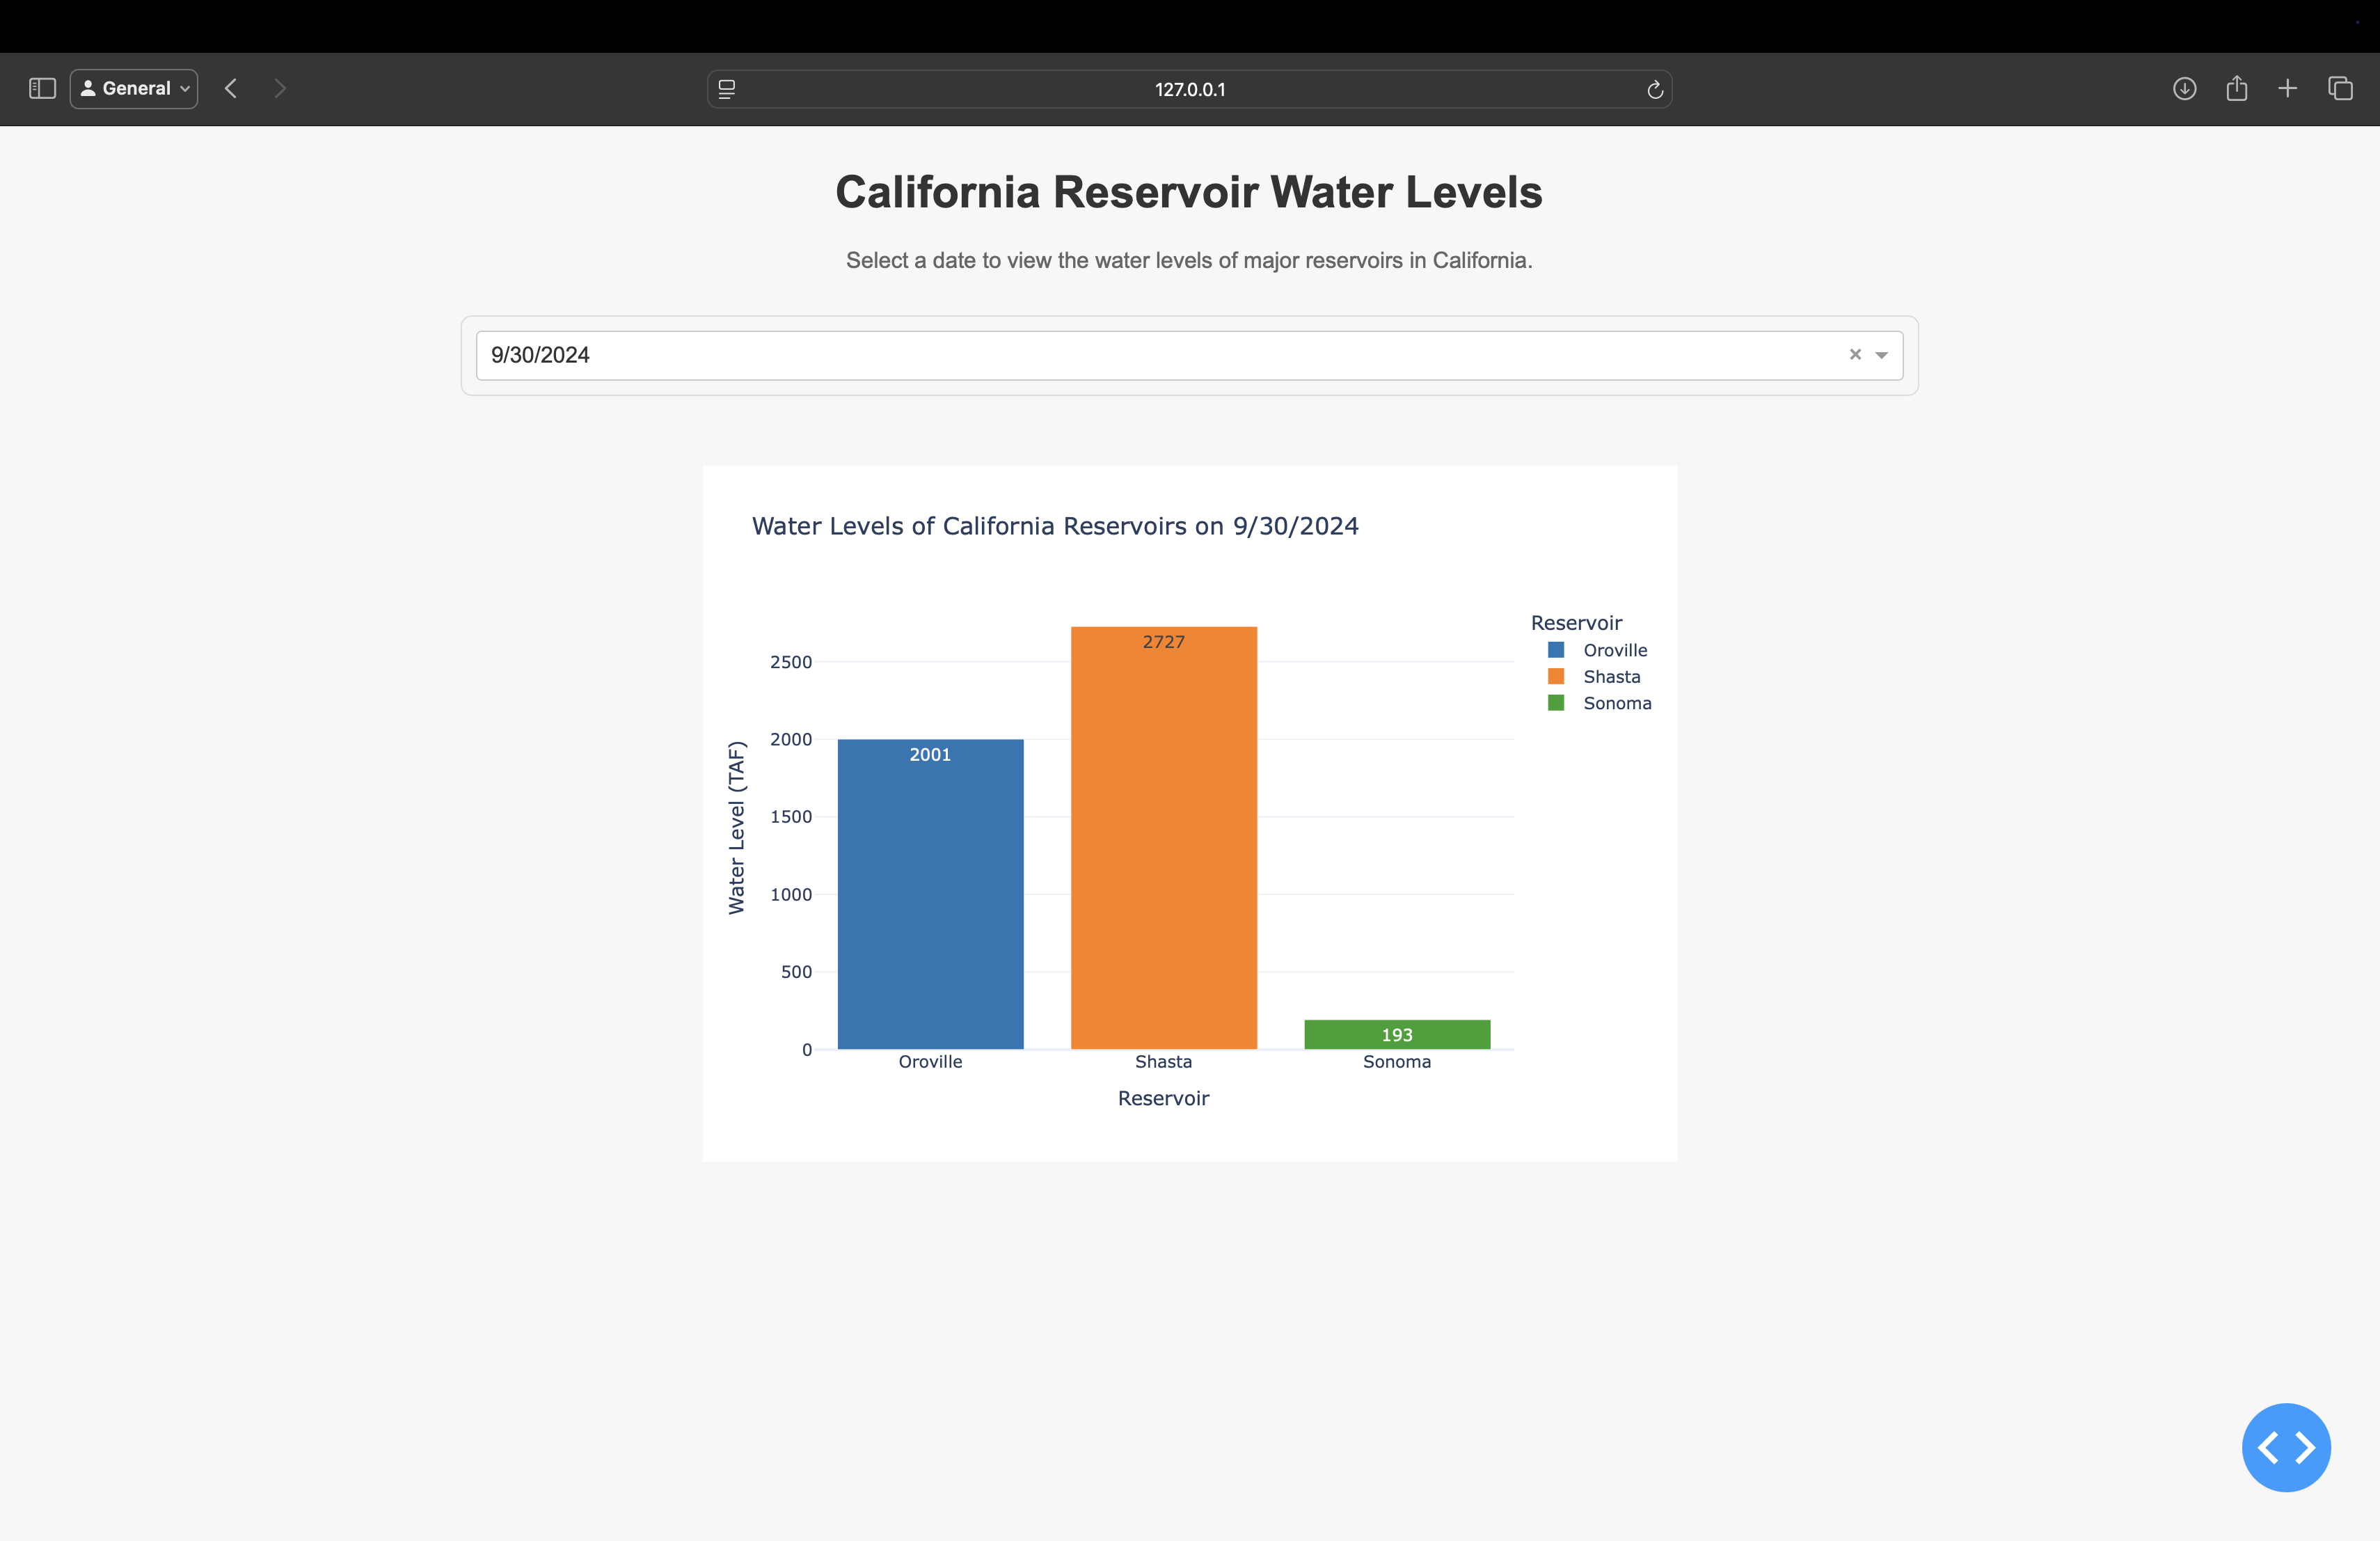 General
127.0.0.1
California Reservoir Water Levels
Select a date to view the water levels of major reservoirs in California.
9/30/2024
Water Levels of California Reservoirs on 9/30/2024
Reservoir
Oroville
Shasta
Sonoma
Water Level (TAF)
2500
2000
1500
1000
500
0
2001
2727
193
Oroville
Shasta
Sonoma
Reservoir